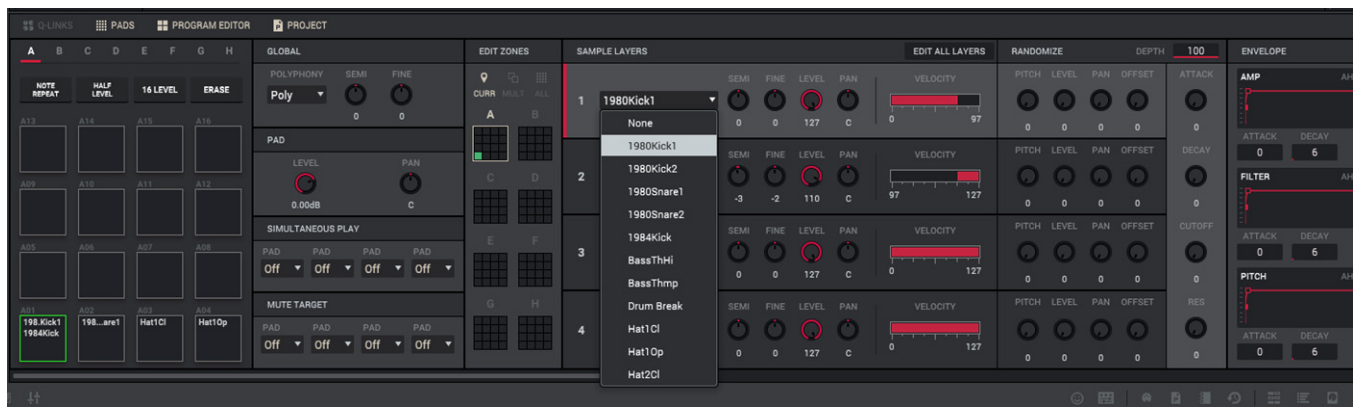 Q-LINKS PADS PROGRAM EDITOR PROJECT
A B C D E F G H GLOBAL EDIT ZONES SAMPLE LAYERS EDIT ALL LAYERS RANDOMIZE DEPTH 100 ENVELOPE
NOTE REPEAT HALF LEVEL 16 LEVEL ERASE
A13 A14 A15 A16
A09 A10 A11 A12
A05 A06 A07 A08
A01 A02 A03 A04
198.Kick1 198...are1 Hat1Cl Hat1Op
1984Kick
POLYPHONY SEMI FINE
Poly
0 0
PAD
LEVEL PAN
0.00dB C
SIMULTANEOUS PLAY
PAD PAD PAD PAD
Off Off Off Off
MUTE TARGET
PAD PAD PAD PAD
Off Off Off Off
CURR MULT ALL
A B
C D
E F
G H
1 1980Kick1
None
1980Kick1
1980Kick2
1980Snare1
1980Snare2
1984Kick
BassThHi
BassThmp
Drum Break
Hat1Cl
Hat1Op
Hat2Cl
SEMI FINE LEVEL PAN VELOCITY
0 0 127 C 0 97
2
SEMI FINE LEVEL PAN VELOCITY
-3 -2 110 C 97 127
3
SEMI FINE LEVEL PAN VELOCITY
0 0 127 C 0 127
4
SEMI FINE LEVEL PAN VELOCITY
0 0 127 C 0 127
PITCH LEVEL PAN OFFSET ATTACK
0 0 0 0 0
PITCH LEVEL PAN OFFSET DECAY
0 0 0 0 0
PITCH LEVEL PAN OFFSET CUTOFF
0 0 0 0 0
PITCH LEVEL PAN OFFSET RES
0 0 0 0 0
AMP AH
ATTACK DECAY
0 6
FILTER AH
ATTACK DECAY
0 6
PITCH AH
ATTACK DECAY
0 6